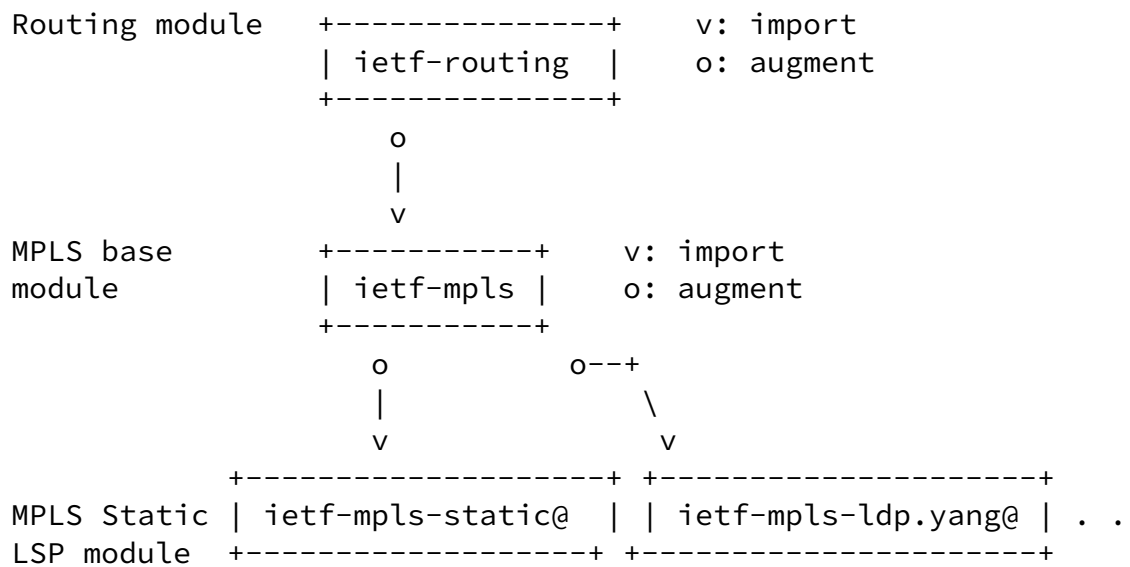 Routing module    +---------------+    v: import
                  | ietf-routing  |    o: augment
                  +---------------+
                      o
                      |
                      v
MPLS base         +-----------+    v: import
module            | ietf-mpls |    o: augment
                  +-----------+
                     o          o--+
                     |              \
                     v               v
             +---------------------+ +----------------------+
MPLS Static | ietf-mpls-static@  | | ietf-mpls-ldp.yang@ | . .
LSP module  +--------------------+ +-----------------------+